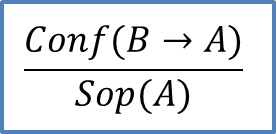 Conf(B → A)
Sop(A)